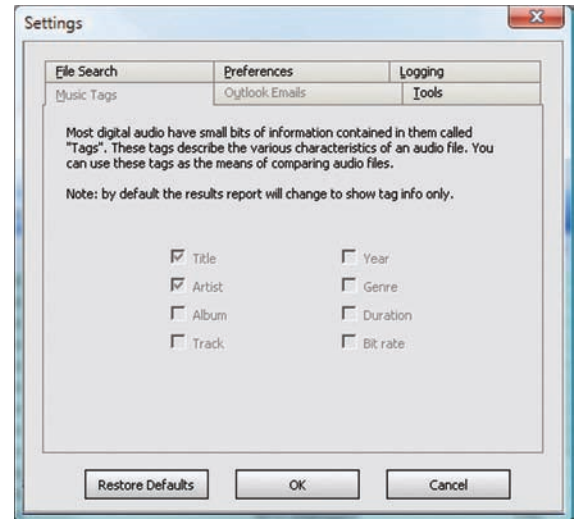 Settings
File Search Preferences Logging
Music Tags Outlook Emails Tools
Most digital audio have small bits of information contained in them called
"Tags". These tags describe the various characteristics of an audio file. You
can use these tags as the means of comparing audio files.
Note: by default the results report will change to show tag info only.
Title Year
Artist Genre
Album Duration
Track Bit rate
Restore Defaults OK Cancel